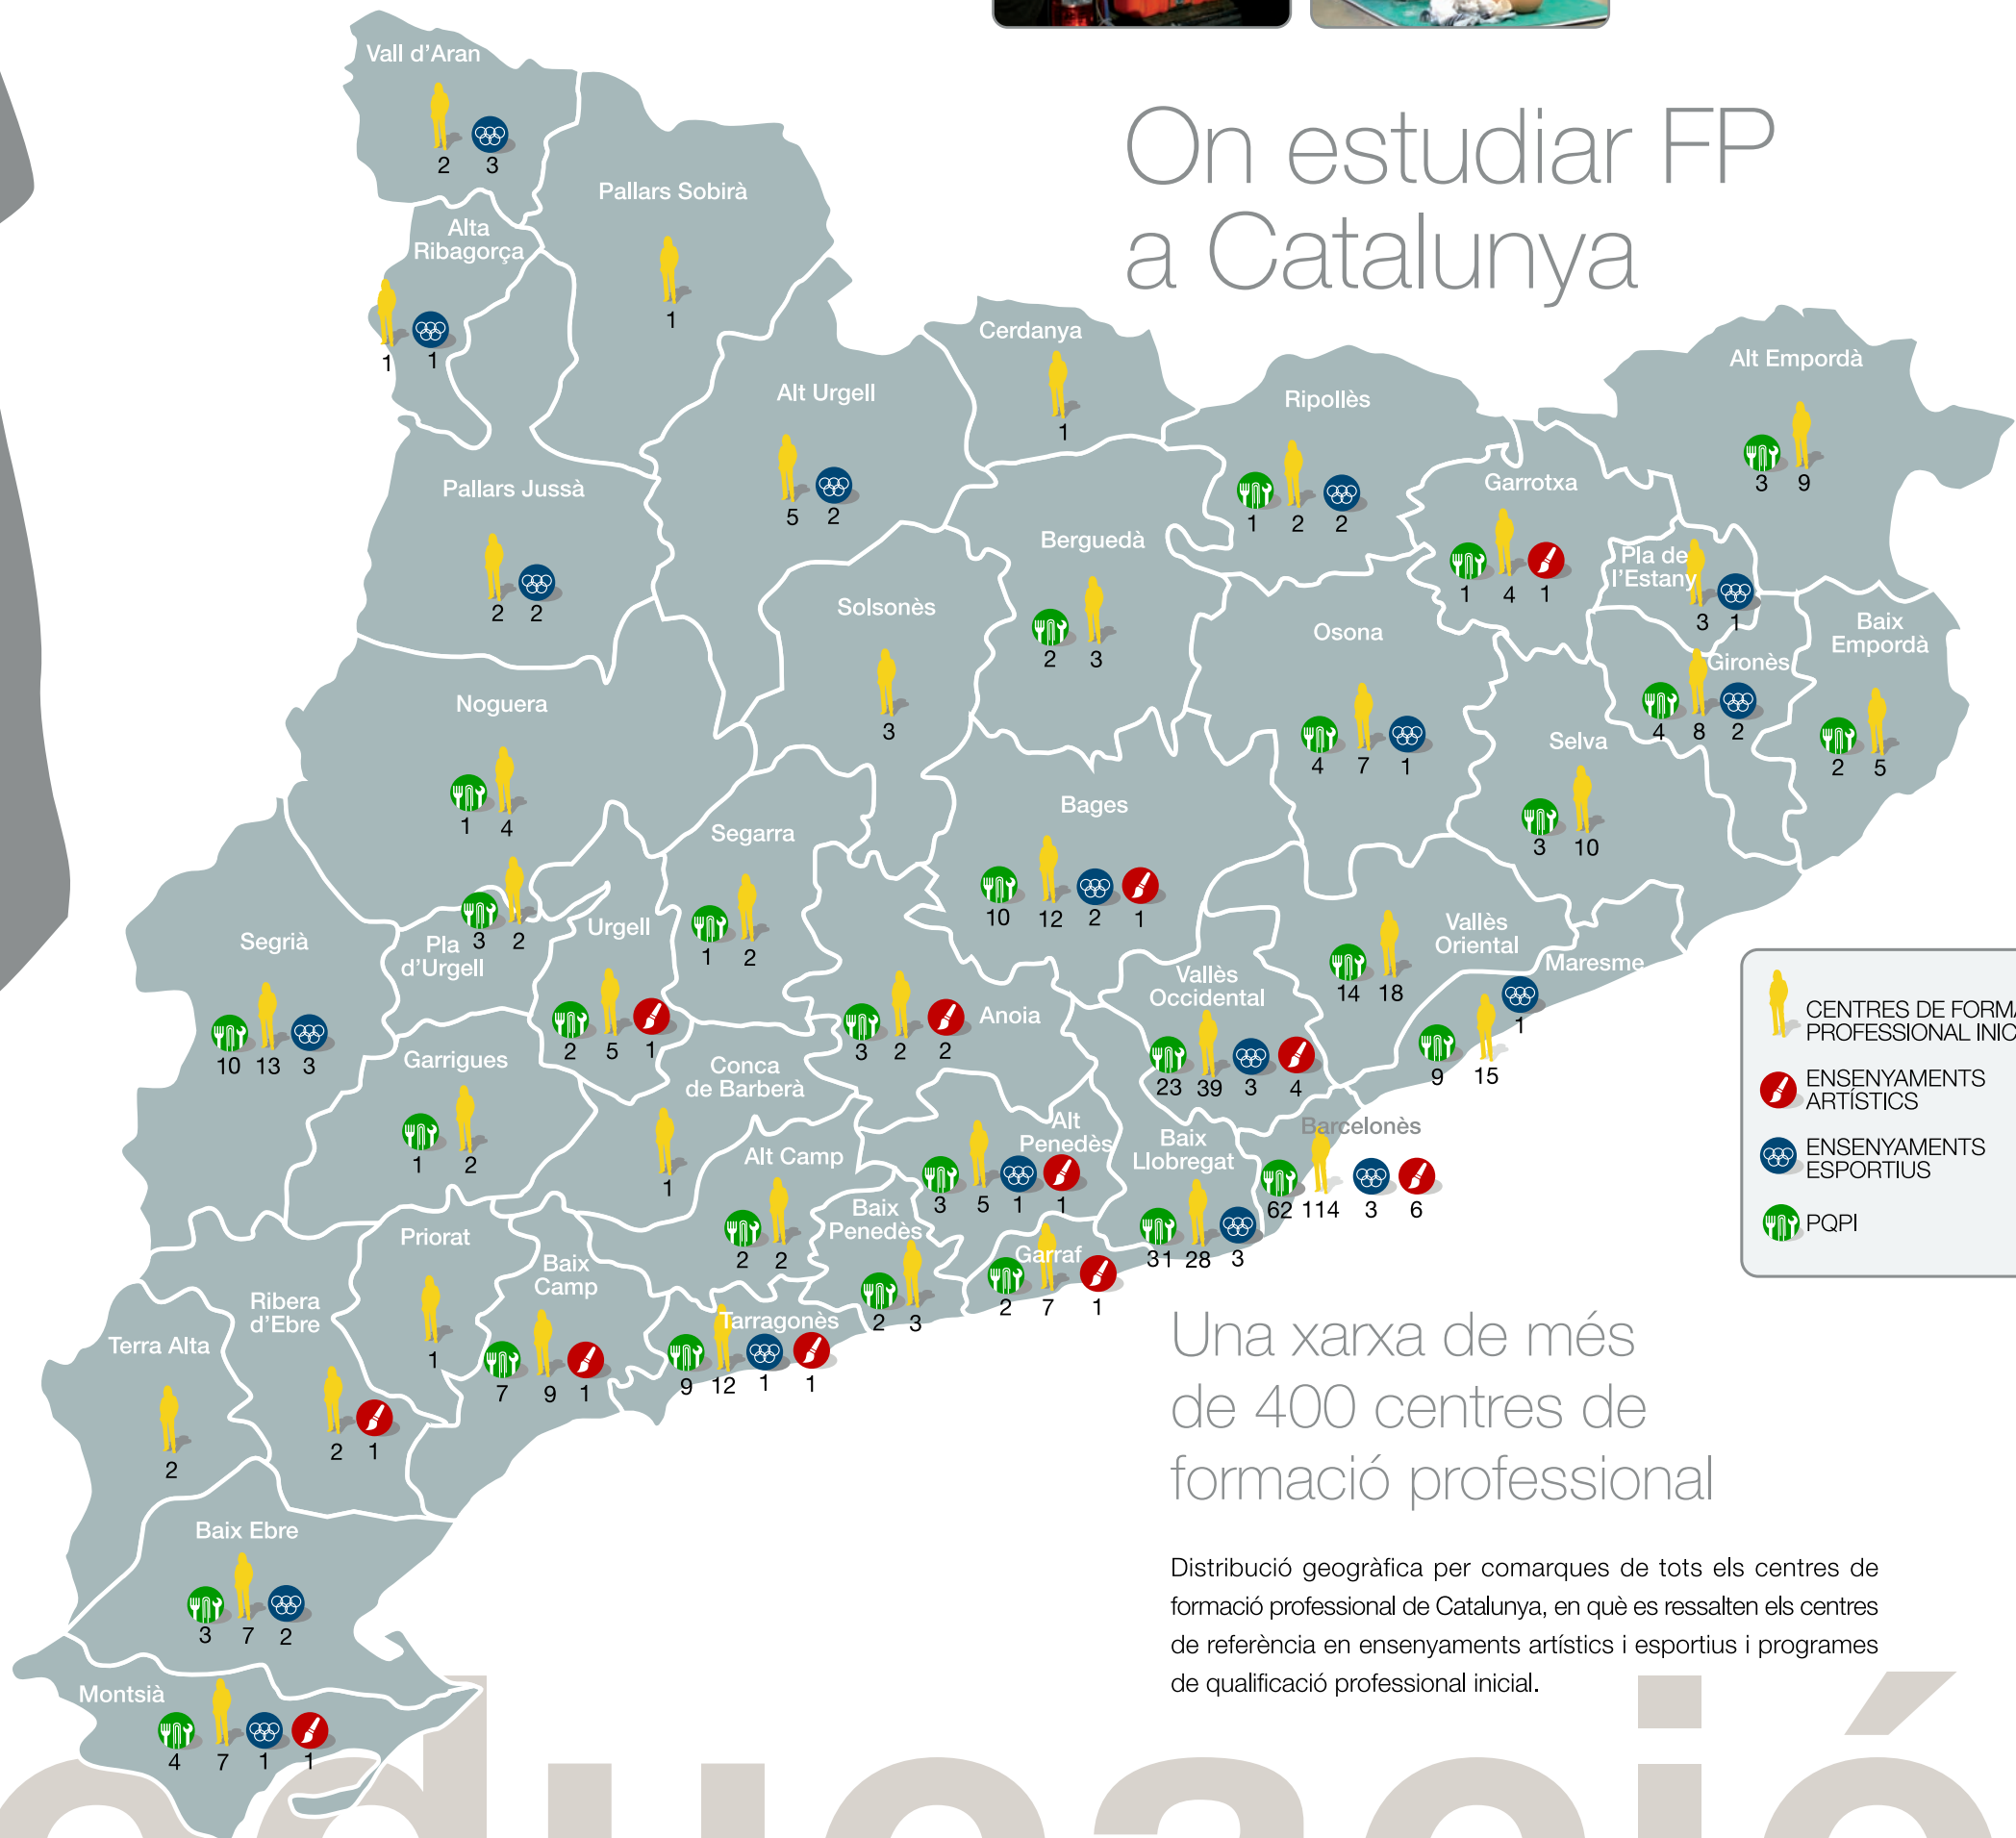 On estudiar FP
a Catalunya
Vall d'Aran
2 3
Pallars Sobirà
1
Alta
Ribagorça
1 1
Cerdanya
1
Alt Urgell
5 2
Ripollès
1 2 2
Alt Empordà
3 9
Garrotxa
1 4 1
Pallars Jussà
2 2
Berguedà
2 3
Pla de
l'Estany
3 1
Solsonès
3
Osona
4 7 1
Baix
Empordà
2 5
Gironès
4 8 2
Noguera
1 4
Selva
3 10
Bages
10 12 2 1
Segarra
1 2
Segrià
10 13 3
Pla
d'Urgell
3 2
Urgell
2 5 1
Anoia
3 2 2
Vallès
Occidental
23 39 3 4
Vallès
Oriental
14 18
Maresme
9 15 1
Garrigues
1 2
Conca
de Barberà
1
Alt Camp
2 2
Alt
Penedès
3 5 1 1
Baix
Llobregat
31 28 3
Barcelonès
62 114 3 6
Baix
Penedès
2 3
Garraf
2 7 1
Priorat
1
Baix
Camp
7 9 1
Tarragonès
9 12 1 1
Ribera
d'Ebre
2 1
Terra Alta
2
Baix Ebre
3 7 2
Montsià
4 7 1 1
CENTRES DE
PROFESSIONAL
ENSENYAMENTS
ARTÍSTICS
ENSENYAMENTS
ESPORTIUS
PQPI
Una xarxa de més
de 400 centres de
formació professional
Distribució geogràfica per comarques de tots els centres de
formació professional de Catalunya, en què es ressalten els centres
de referència en ensenyaments artístics i esportius i programes
de qualificació professional inicial.